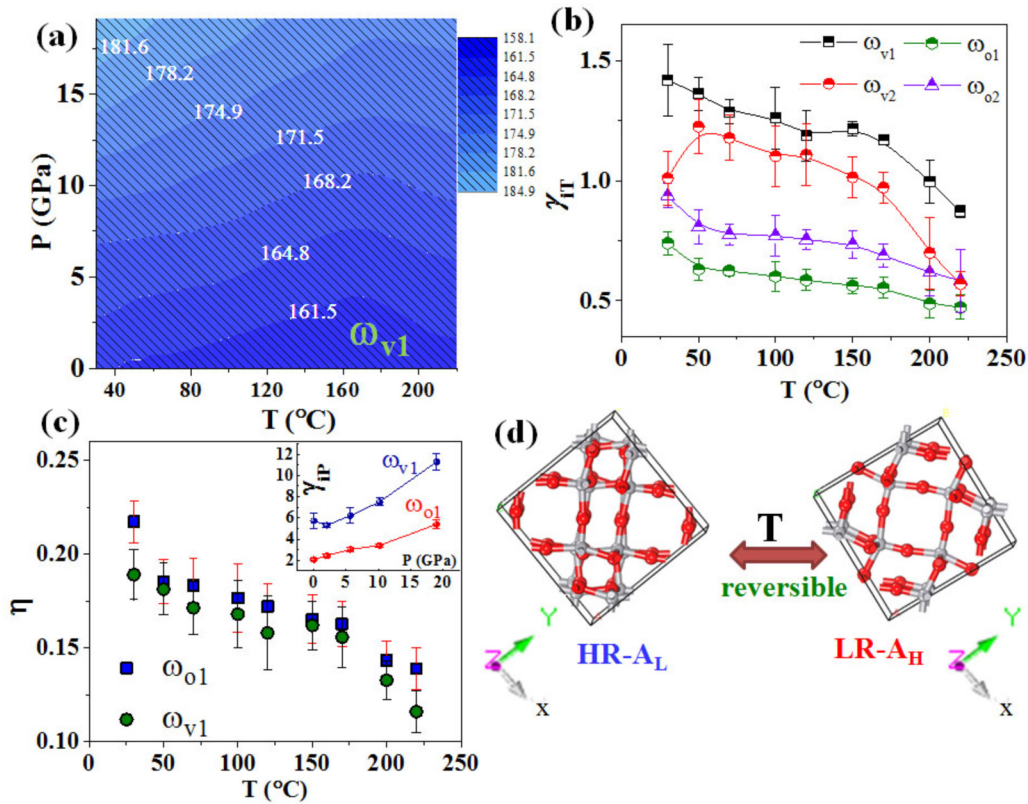 (a)
181.6
178.2
174.9
171.5
168.2
164.8
161.5
ωv1
15
10
5
0
P (GPa)
40 80 120 160 200
T (°C)
158.1
161.5
164.8
168.2
171.5
174.9
178.2
181.6
184.9
(b)
ωv1 ωo1
ωv2 ωo2
1.5
1.0
0.5
γiT
0 50 100 150 200 250
T (°C)
(c)
0.25
0.20
0.15
0.10
η
0 50 100 150 200 250
T (°C)
ωo1
ωv1
12
10
8
6
4
2
γiP
ωv1
ωo1
P (GPa)
0 5 10 15 20
(d)
T
reversible
HR-AL
LR-AH
Y
Z
X
Y
Z
X